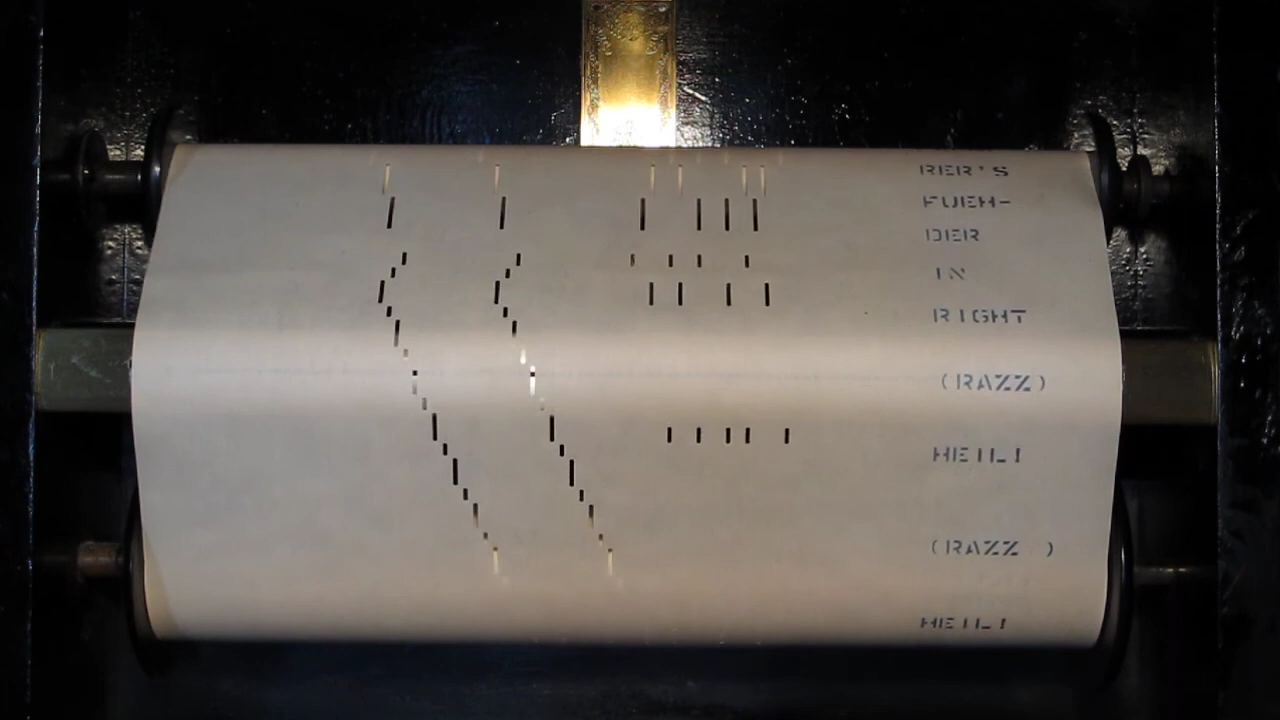 RER'S
FUEH-
DER
IN
RIGHT
(RAZZ)
HEIL!
(RAZZ )
HEIL!